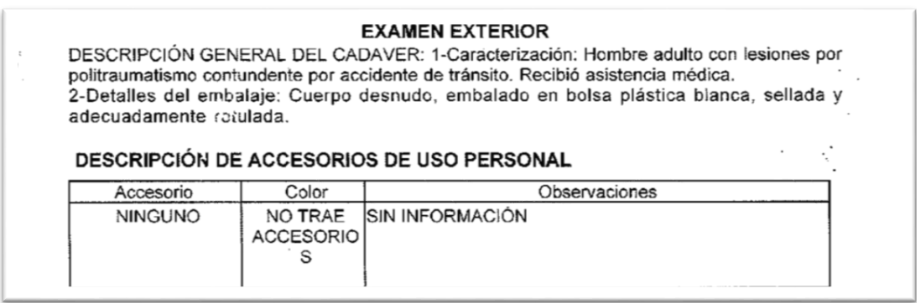 EXAMEN EXTERIOR
DESCRIPCIÓN GENERAL DEL CADAVER: 1-Caracterización: Hombre adulto con lesiones por
politraumatismo contundente por accidente de tránsito. Recibió asistencia médica.
2-Detalles del embalaje: Cuerpo desnudo, embalado en bolsa plástica blanca, sellada y
adecuadamente rotulada.
DESCRIPCIÓN DE ACCESORIOS DE USO PERSONAL
Accesorio Color Observaciones
NINGUNO NO TRAE SIN INFORMACIÓN
ACCESORIO
S